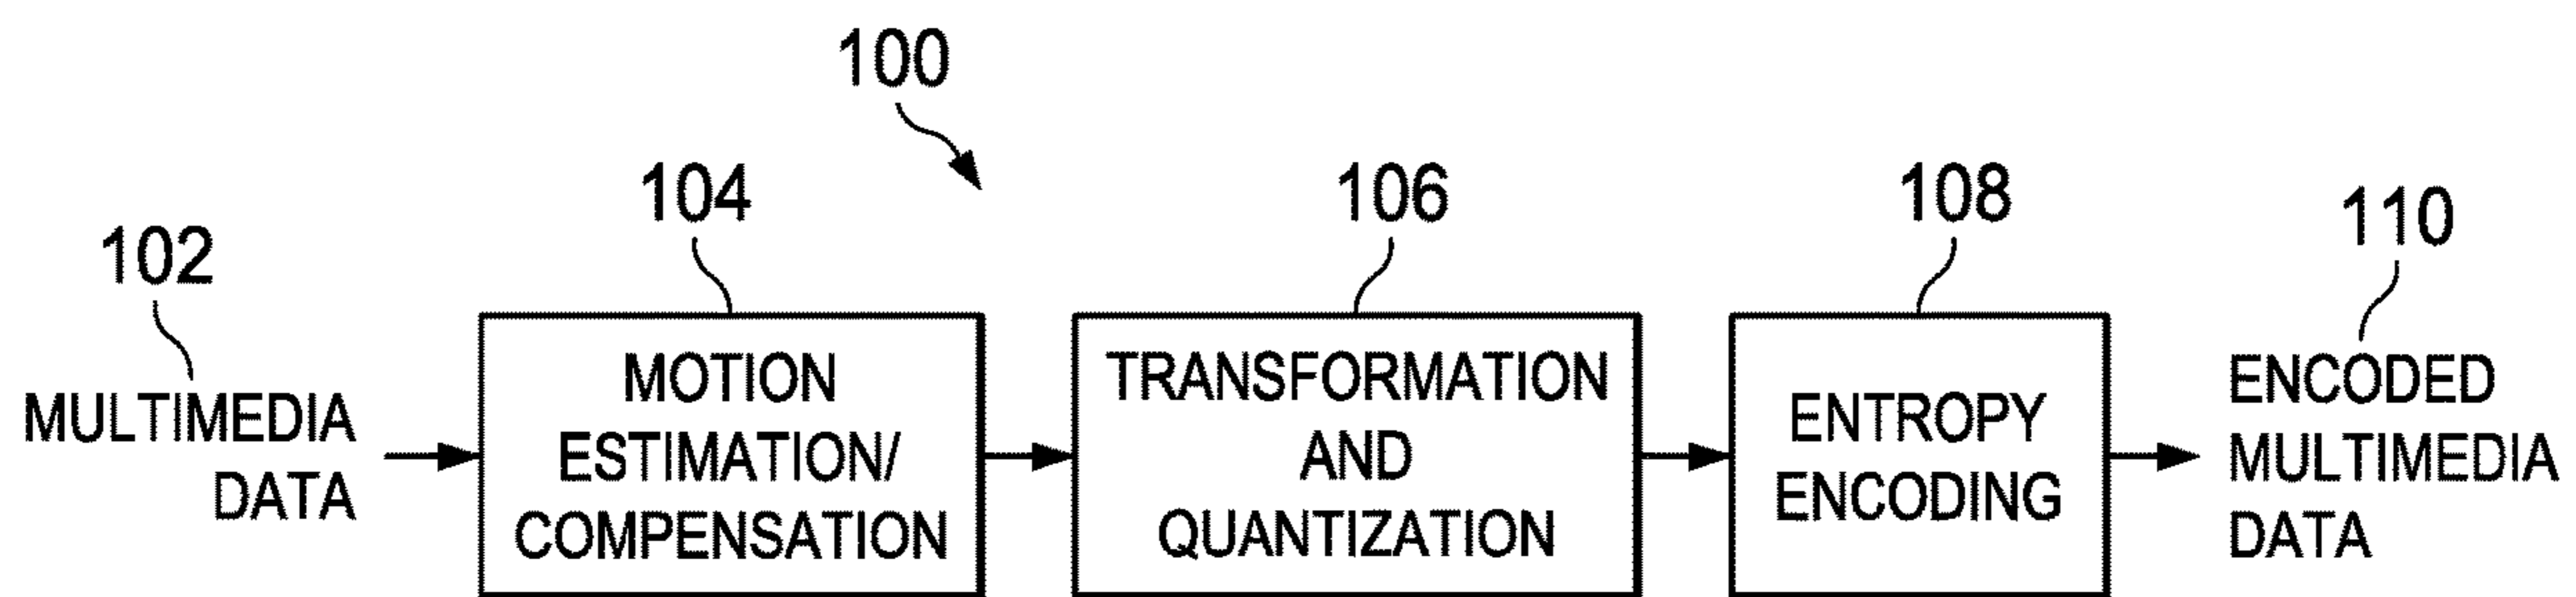 100
102
104
106
108
110
MULTIMEDIA
DATA
MOTION
ESTIMATION/
COMPENSATION
TRANSFORMATION
AND
QUANTIZATION
ENTROPY
ENCODING
ENCODED
MULTIMEDIA
DATA